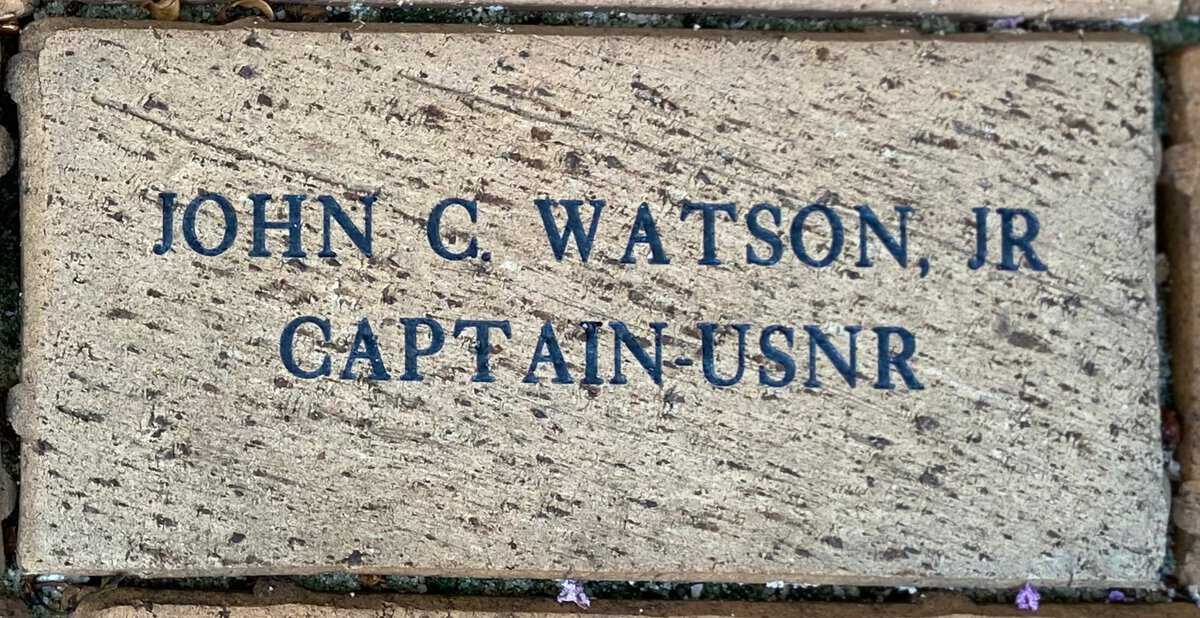 JOHN C. WATSON, JR
CAPTAIN-USNR